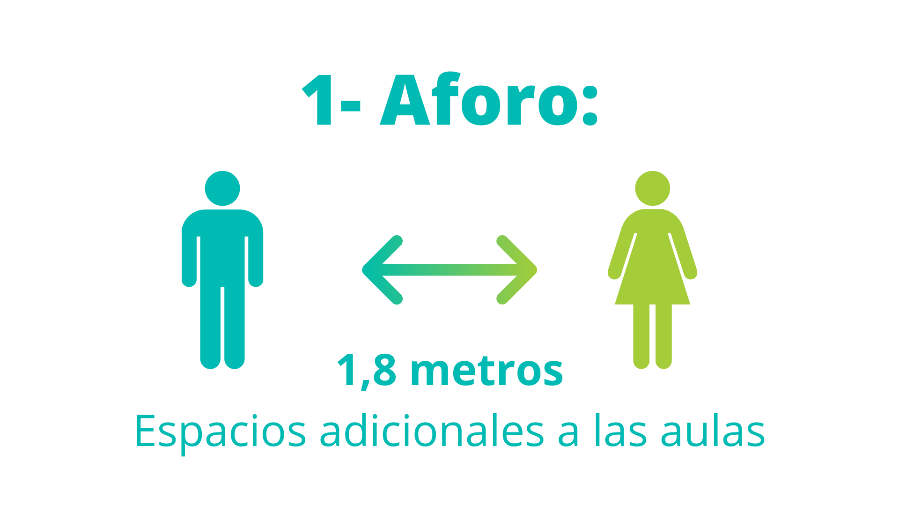 1- Aforo:
1,8 metros
Espacios adicionales a las aulas